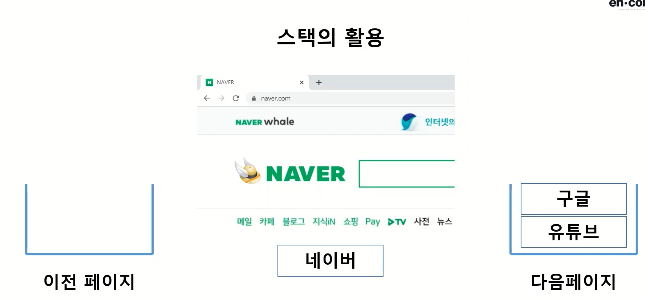 en·col
스택의 활용
NAVER
naver.com
NAVER whale
인터넷의
NAVER
메일 카페 블로그 지식iN 쇼핑 Pay TV 사전 뉴스
네이버
구글
유튜브
이전 페이지
다음페이지